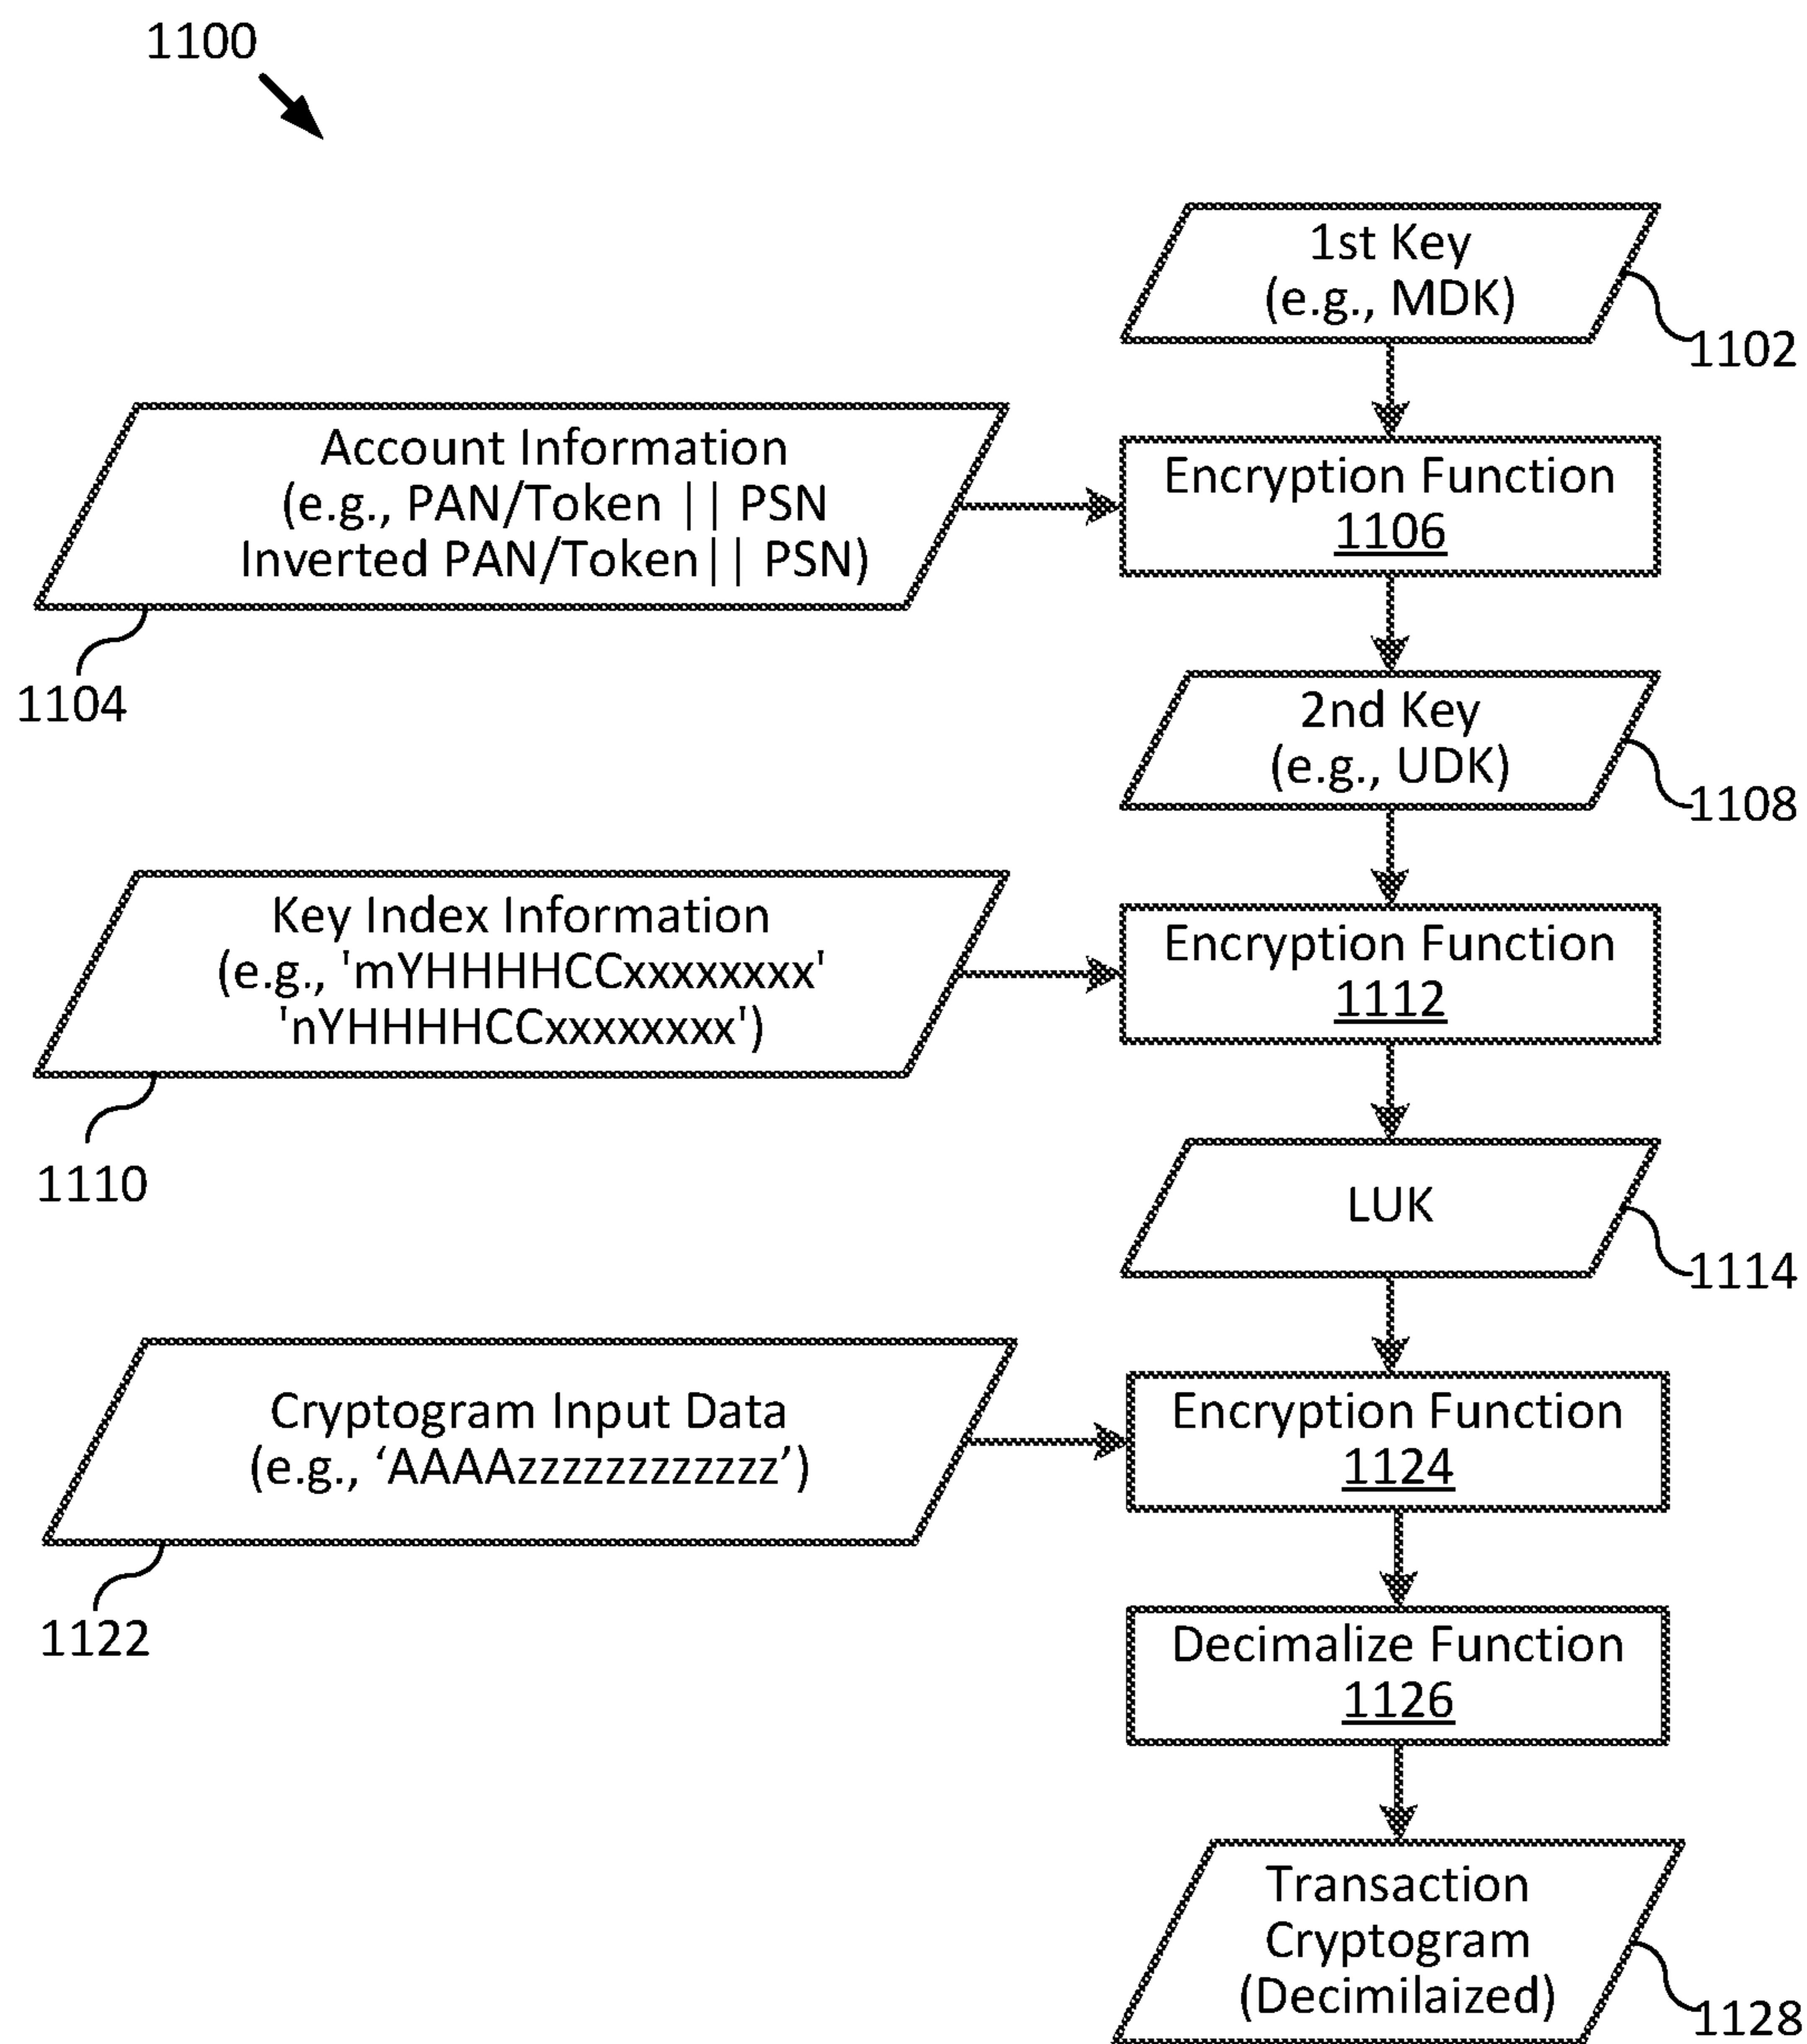 1100
1st Key
(e.g., MDK)
1102
Account Information
(e.g., PAN/Token || PSN
Inverted PAN/Token|| PSN)
1104
Encryption Function
1106
2nd Key
(e.g., UDK)
1108
Key Index Information
(e.g., 'mYHHHHCCxxxxxxxx'
'nYHHHHCCxxxxxxxx')
1110
Encryption Function
1112
LUK
1114
Cryptogram Input Data
(e.g., ‘AAAAzzzzzzzzzzzz’)
1122
Encryption Function
1124
Decimalize Function
1126
Transaction
Cryptogram
(Decimilaized)
1128